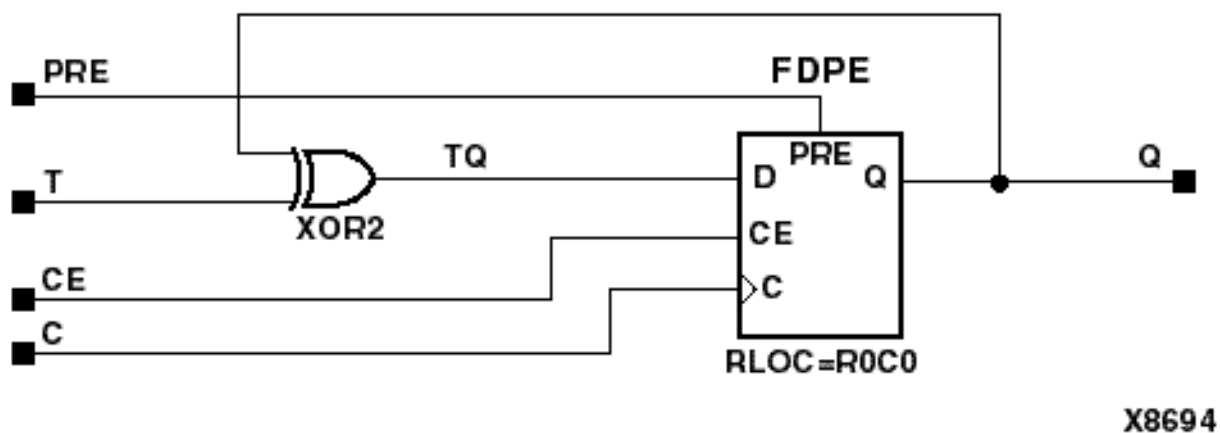 PRE
FDPE
PRE
TQ
Q
T
D
Q
XOR2
CE
CE
C
C
RLOC=R0C0
X8694